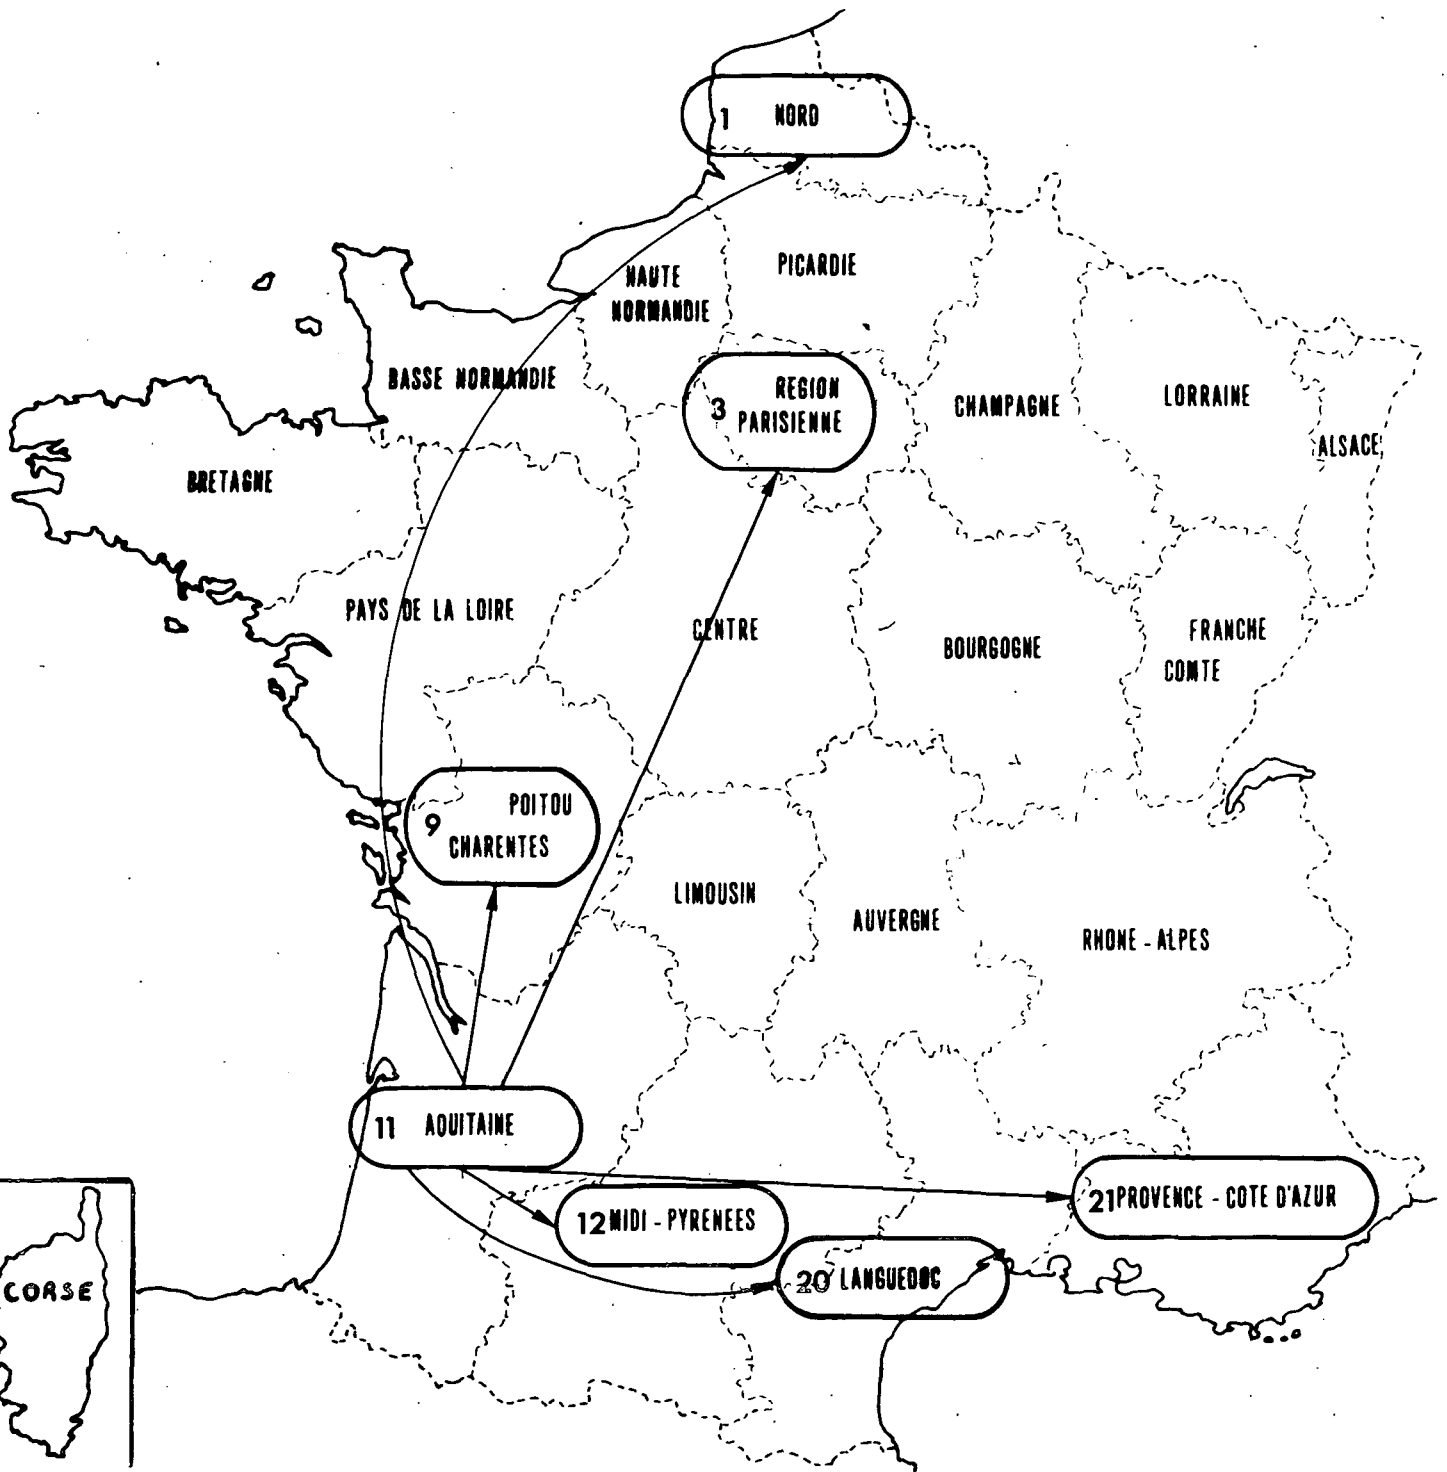 1 NORD
PICARDIE
HAUTE
NORMANDIE
BASSE NORMANDIE
3 REGION
PARISIENNE
CHAMPAGNE
LORRAINE
ALSACE
BRETAGNE
PAYS DE LA LOIRE
CENTRE
BOURGOGNE
FRANCHE
COMTE
9 POITOU
CHARENTES
LIMOUSIN
AUVERGNE
RHONE - ALPES
11 AQUITAINE
12 MIDI - PYRENEES
21 PROVENCE - COTE D'AZUR
20 LANGUEDOC
CORSE